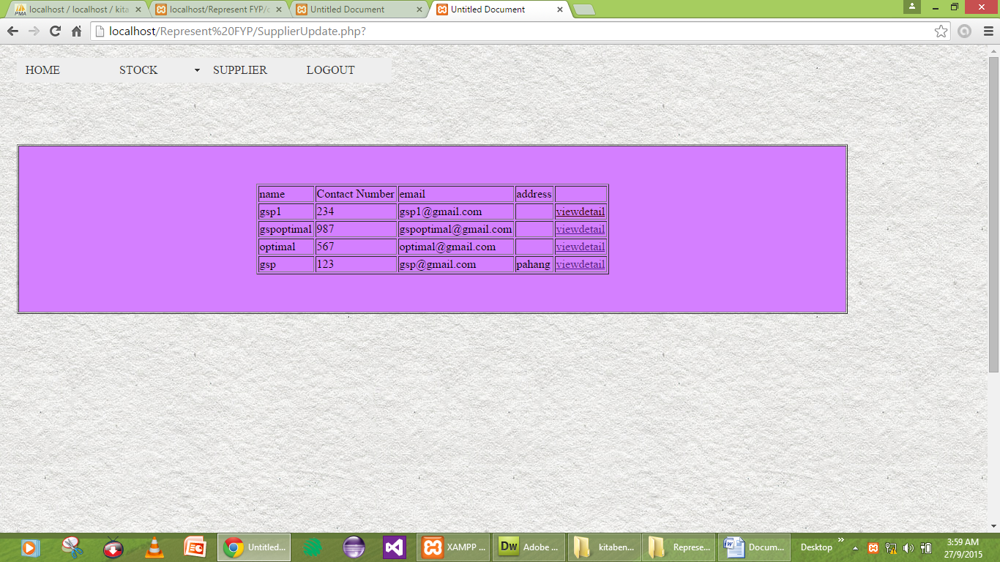 localhost / localhost / kita
localhost/Represent FYP/c
Untitled Document
Untitled Document
localhost/Represent%20FYP/SupplierUpdate.php?
HOME STOCK SUPPLIER LOGOUT
name Contact Number email address
gsp1 234 gsp1@gmail.com viewdetail
gspoptimal 987 gspoptimal@gmail.com viewdetail
optimal 567 optimal@gmail.com viewdetail
gsp 123 gsp@gmail.com pahang viewdetail
Untitled... XAMPP ... Dw Adobe ... kitaben... Represe... Docum... Desktop
3:59 AM
27/9/2015